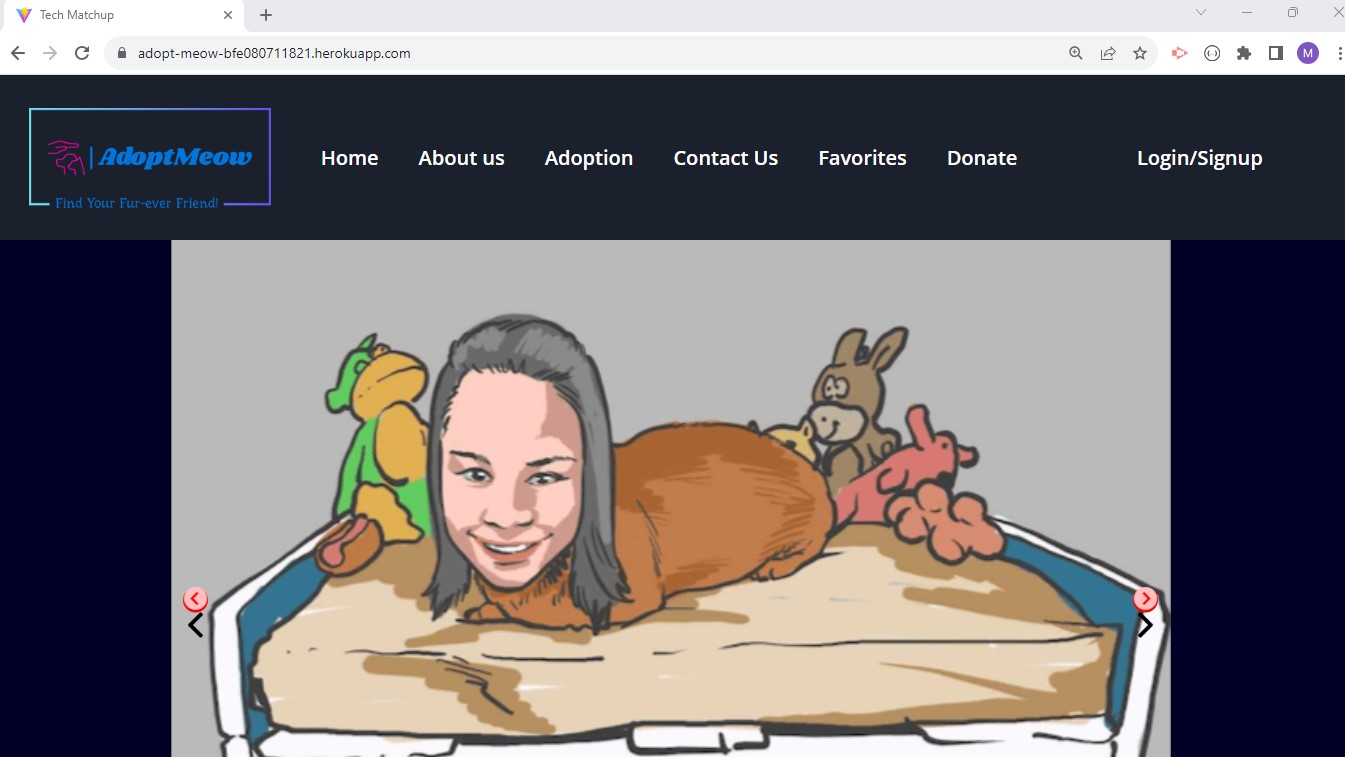 Tech Matchup
adopt-meow-bfe080711821.herokuapp.com
M
AdoptMeow
Find Your Fur-ever Friend!
Home About us Adoption Contact Us Favorites Donate Login/Signup